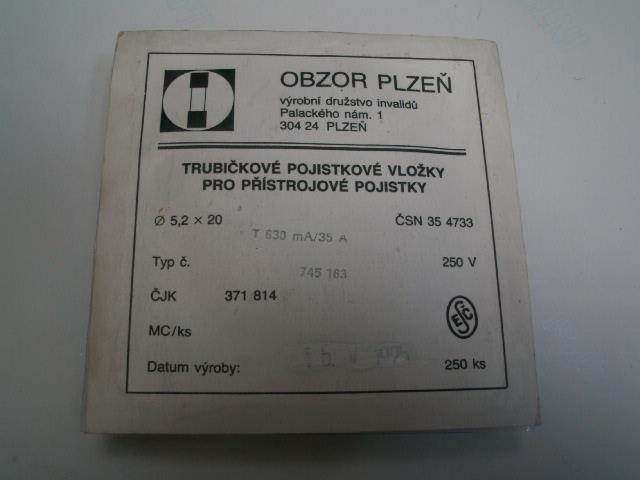 OBZOR PLZEŇ
výrobní družstvo invalidů
Palackého nám. 1
304 24 PLZEŇ
TRUBIČKOVÉ POJISTKOVÉ VLOŽKY
PRO PŘÍSTROJOVÉ POJISTKY
Ø 5,2 × 20 ČSN 35 4733
T 630 mA/35 A
Typ č. 745 163 250 V
ČJK 371 814
ESČ
MC/ks
Datum výroby: 250 ks